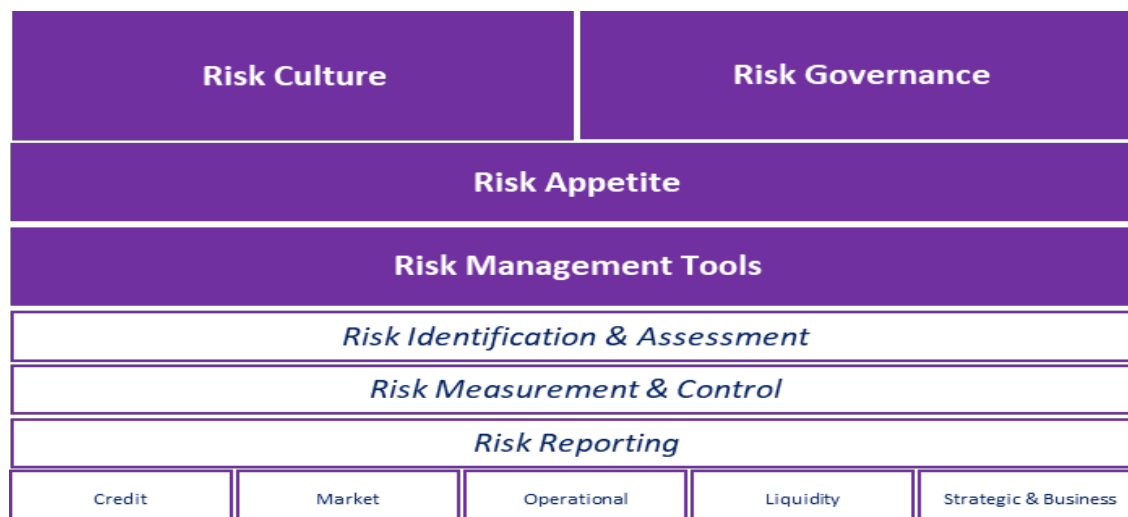 Risk Culture
Risk Governance
Risk Appetite
Risk Management Tools
Risk Identification & Assessment
Risk Measurement & Control
Risk Reporting
Credit
Market
Operational
Liquidity
Strategic & Business